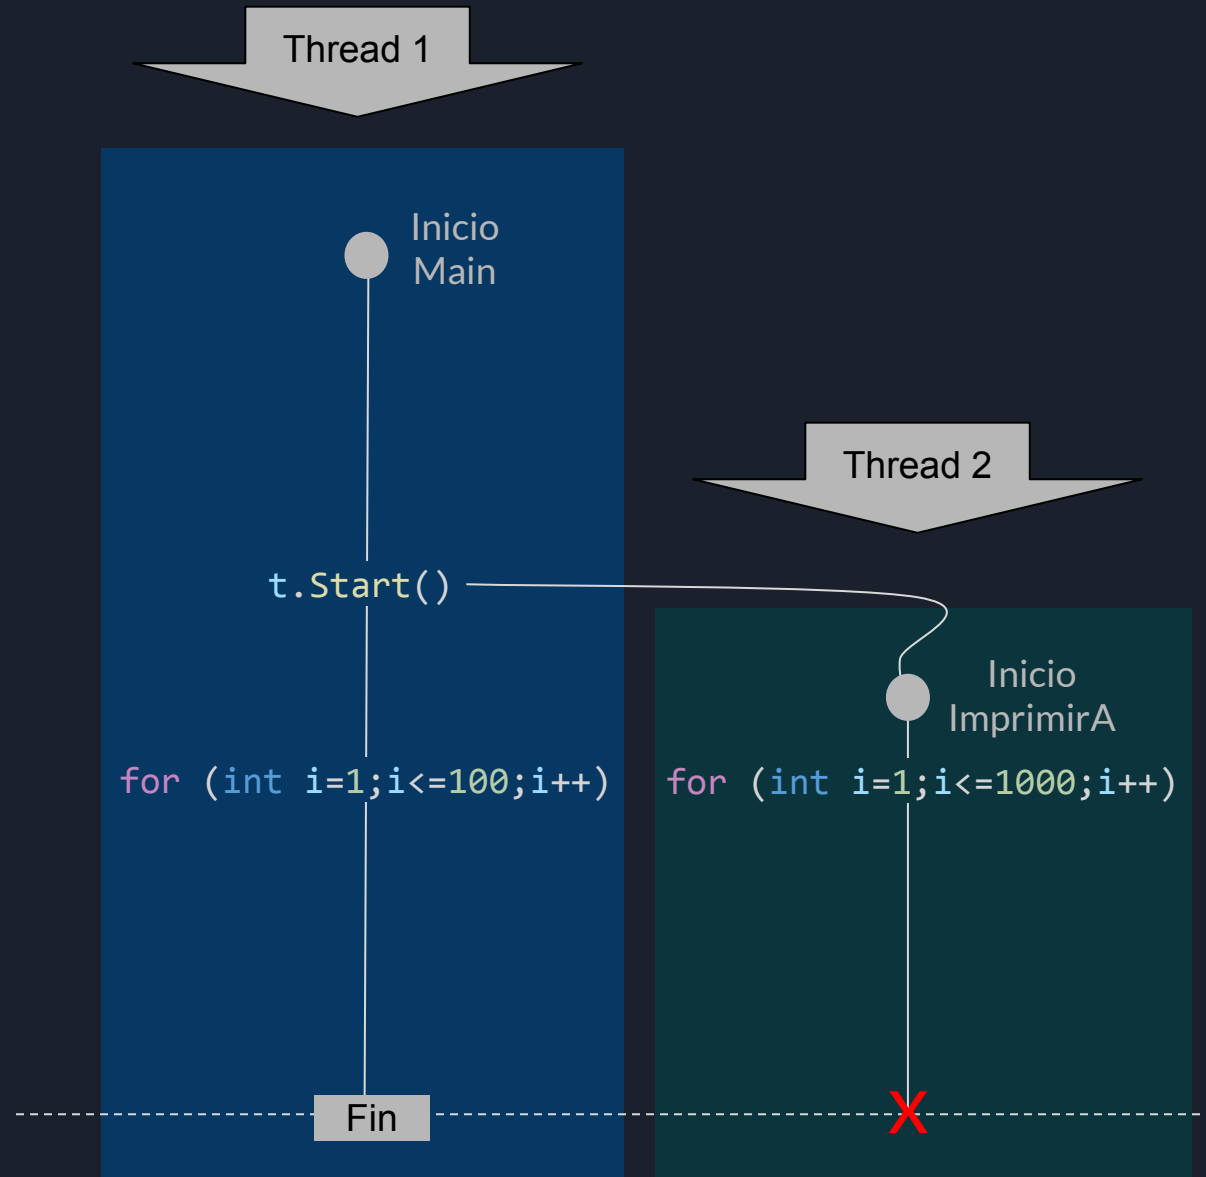 Thread 1
Inicio
Main
Thread 2
t.Start()
Inicio
ImprimirA
for (int i=1;i<=100;i++)
for (int i=1;i<=1000;i++)
Fin
X